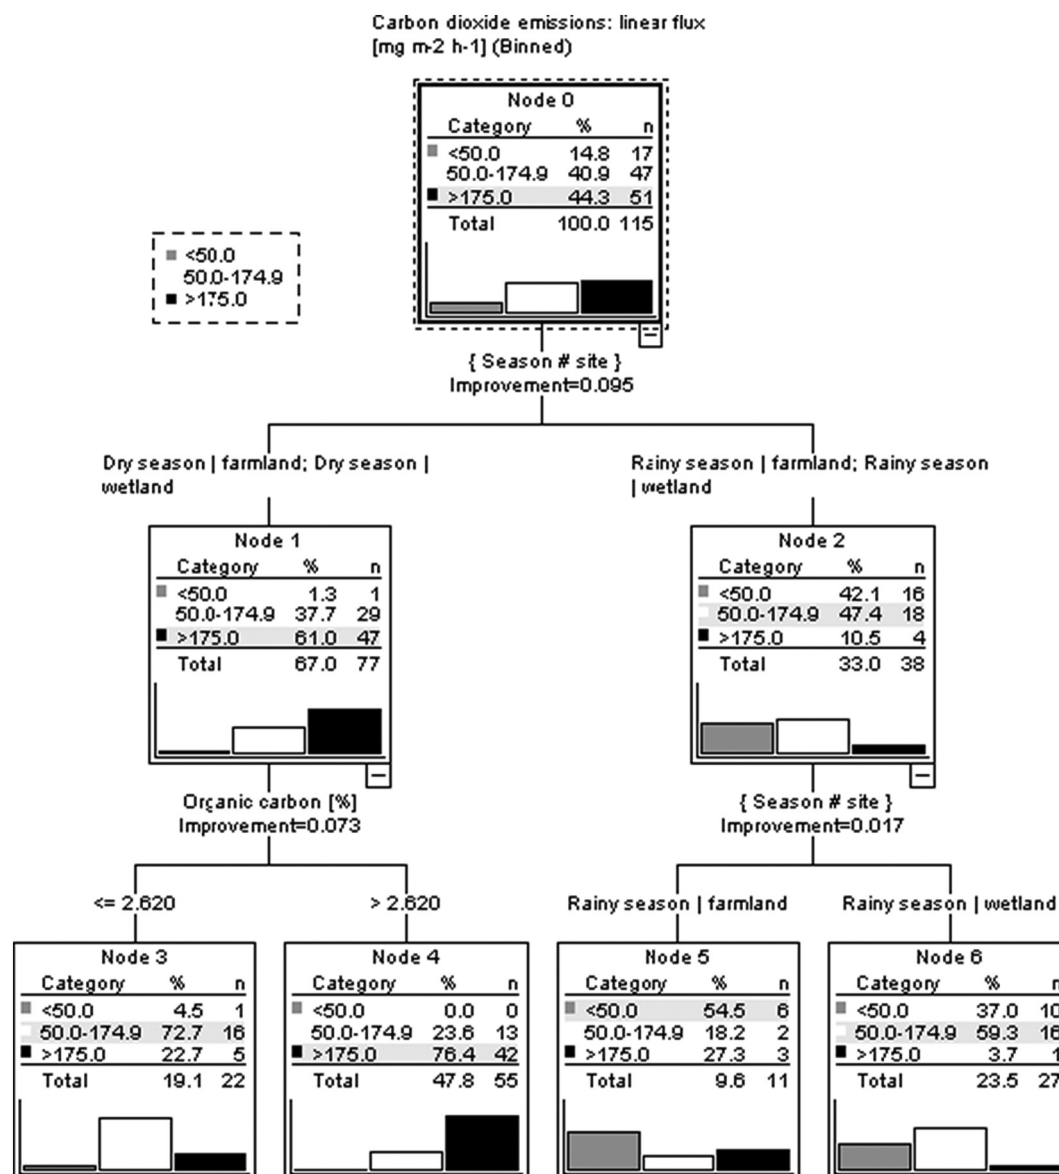 Carbon dioxide emissions: linear flux
[mg m-2 h-1] (Binned)
Node 0
Category % n
<50.0 14.8 17
50.0-174.9 40.9 47
>175.0 44.3 51
Total 100.0 115
<50.0
50.0-174.9
>175.0
{ Season # site }
Improvement=0.095
Dry season | farmland; Dry season |
wetland
Rainy season | farmland; Rainy season
| wetland
Node 1
Category % n
<50.0 1.3 1
50.0-174.9 37.7 29
>175.0 61.0 47
Total 67.0 77
Node 2
Category % n
<50.0 42.1 16
50.0-174.9 47.4 18
>175.0 10.5 4
Total 33.0 38
Organic carbon [%]
Improvement=0.073
{ Season # site }
Improvement=0.017
<= 2.620
> 2.620
Rainy season | farmland
Rainy season | wetland
Node 3
Category % n
<50.0 4.5 1
50.0-174.9 72.7 16
>175.0 22.7 5
Total 19.1 22
Node 4
Category % n
<50.0 0.0 0
50.0-174.9 23.6 13
>175.0 76.4 42
Total 47.8 55
Node 5
Category % n
<50.0 54.5 6
50.0-174.9 18.2 2
>175.0 27.3 3
Total 9.6 11
Node 6
Category % n
<50.0 37.0 10
50.0-174.9 59.3 16
>175.0 3.7 1
Total 23.5 27